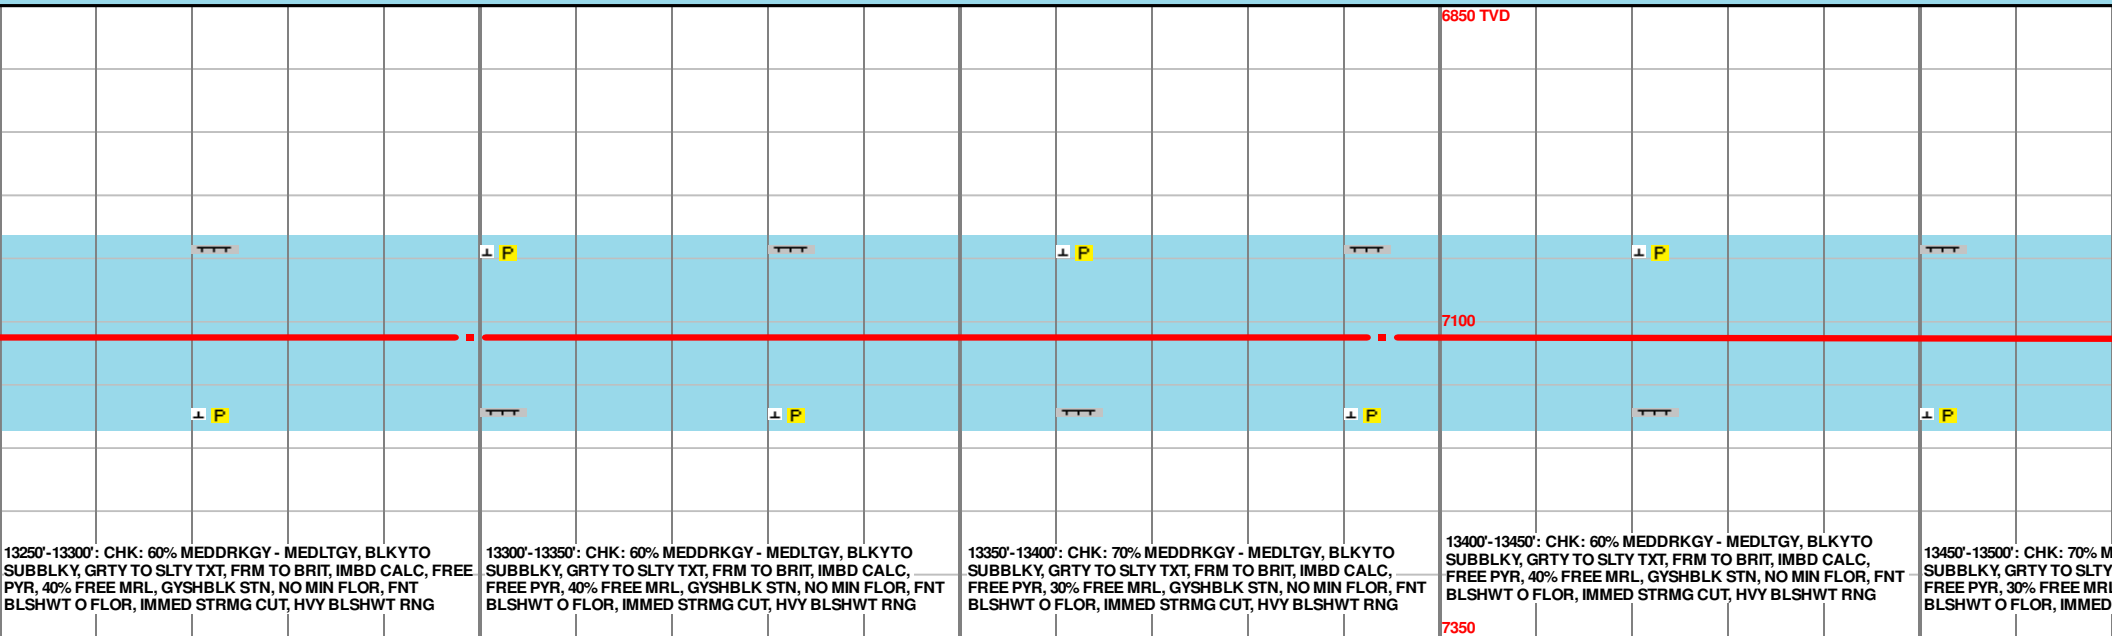 6850 TVD
P
P
P
7100
P
P
P
P
13250'-13300': CHK: 60% MEDDRKGY - MEDLTGY, BLKYTO
SUBBLKY, GRTY TO SLTY TXT, FRM TO BRIT, IMBD CALC, FREE
PYR, 40% FREE MRL, GYSHBLK STN, NO MIN FLOR, FNT
BLSHWT O FLOR, IMMED STRMG CUT, HVY BLSHWT RNG
13300'-13350': CHK: 60% MEDDRKGY - MEDLTGY, BLKYTO
SUBBLKY, GRTY TO SLTY TXT, FRM TO BRIT, IMBD CALC,
FREE PYR, 40% FREE MRL, GYSHBLK STN, NO MIN FLOR, FNT
BLSHWT O FLOR, IMMED STRMG CUT, HVY BLSHWT RNG
13350'-13400': CHK: 70% MEDDRKGY - MEDLTGY, BLKYTO
SUBBLKY, GRTY TO SLTY TXT, FRM TO BRIT, IMBD CALC,
FREE PYR, 30% FREE MRL, GYSHBLK STN, NO MIN FLOR, FNT
BLSHWT O FLOR, IMMED STRMG CUT, HVY BLSHWT RNG
13400'-13450': CHK: 60% MEDDRKGY - MEDLTGY, BLKYTO
SUBBLKY, GRTY TO SLTY TXT, FRM TO BRIT, IMBD CALC,
FREE PYR, 40% FREE MRL, GYSHBLK STN, NO MIN FLOR, FNT
BLSHWT O FLOR, IMMED STRMG CUT, HVY BLSHWT RNG
13450'-13500': CHK: 70% M
SUBBLKY, GRTY TO SLTY
FREE PYR, 30% FREE MRL
BLSHWT O FLOR, IMMED
7350